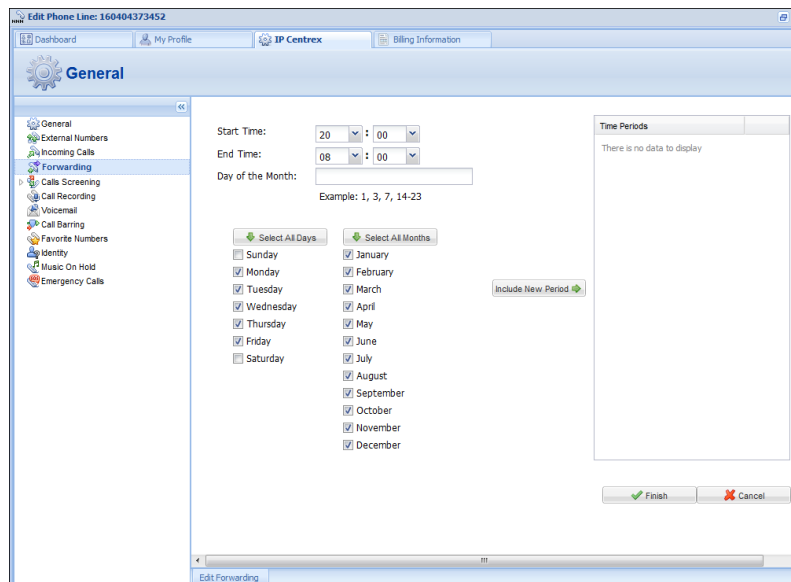 Edit Phone Line: 160404373452
Dashboard
My Profile
IP Centrex
Billing Information
General
General
External Numbers
Incoming Calls
Forwarding
Calls Screening
Call Recording
Voicemail
Call Barring
Favorite Numbers
Identity
Music On Hold
Emergency Calls
Start Time: 20 : 00
End Time: 08 : 00
Day of the Month:
Example: 1, 3, 7, 14-23
Select All Days
Sunday
Monday
Tuesday
Wednesday
Thursday
Friday
Saturday
Select All Months
January
February
March
April
May
June
July
August
September
October
November
December
Include New Period
Time Periods
There is no data to display
Finish
Cancel
Edit Forwarding